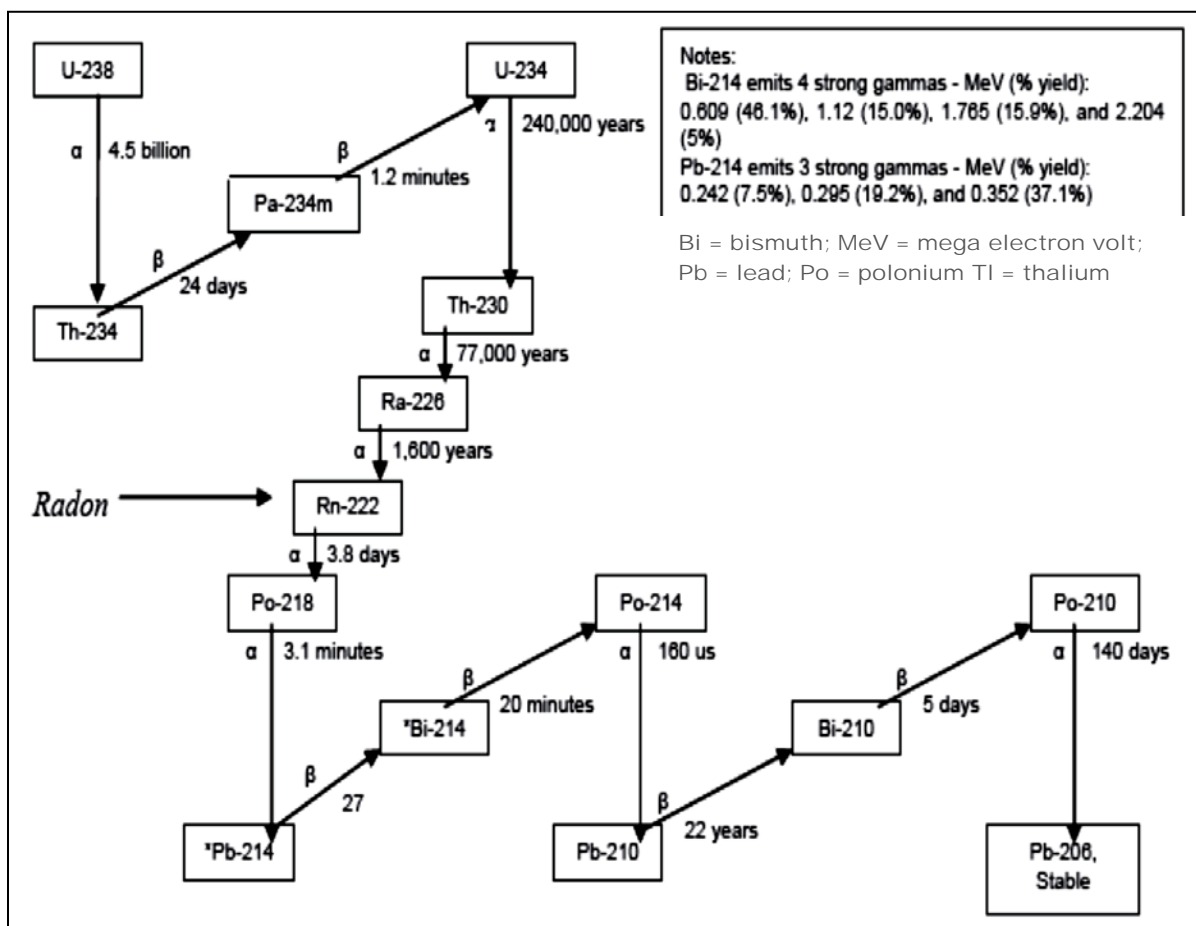 U-238
U-234
Notes:
Bi-214 emits 4 strong gammas - MeV (% yield):
0.609 (46.1%), 1.12 (15.0%), 1.765 (15.9%), and 2.204
(5%)
Pb-214 emits 3 strong gammas - MeV (% yield):
0.242 (7.5%), 0.295 (19.2%), and 0.352 (37.1%)
Bi = bismuth; MeV = mega electron volt;
Pb = lead; Po = polonium Tl = thalium
α 4.5 billion
β
1.2 minutes
α 240,000 years
Pa-234m
β
24 days
Th-234
Th-230
α 77,000 years
Ra-226
α 1,600 years
Radon
Rn-222
α 3.8 days
Po-218
Po-214
Po-210
α 3.1 minutes
α 160 us
α 140 days
β
20 minutes
β
5 days
*Bi-214
Bi-210
β
27
β
22 years
*Pb-214
Pb-210
Pb-206,
Stable